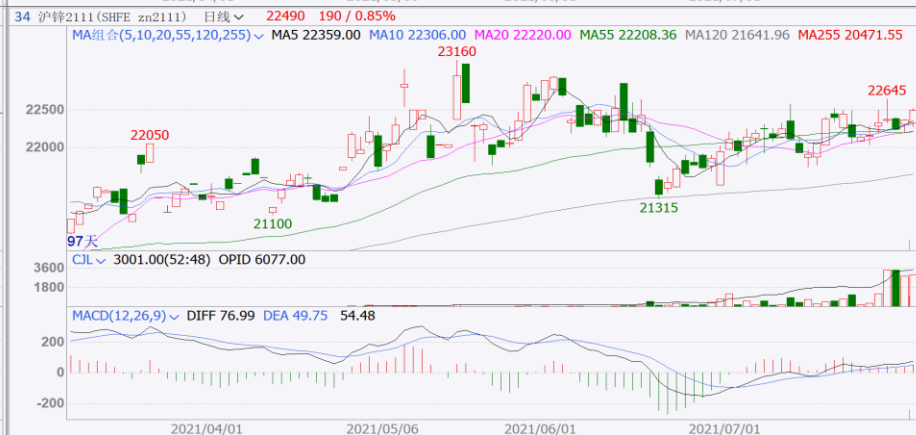 34 沪锌2111(SHFE zn2111) 日线 22490 190 / 0.85%
MA组合(5,10,20,55,120,255) MA5 22359.00 MA10 22306.00 MA20 22220.00 MA55 22208.36 MA120 21641.96 MA255 20471.55
23160
22645
22500
22050
22000
21315
21100
97天
CJL 3001.00(52:48) OPID 6077.00
3600
1800
MACD(12,26,9) DIFF 76.99 DEA 49.75 54.48
200
0
-200
2021/04/01 2021/05/06 2021/06/01 2021/07/01